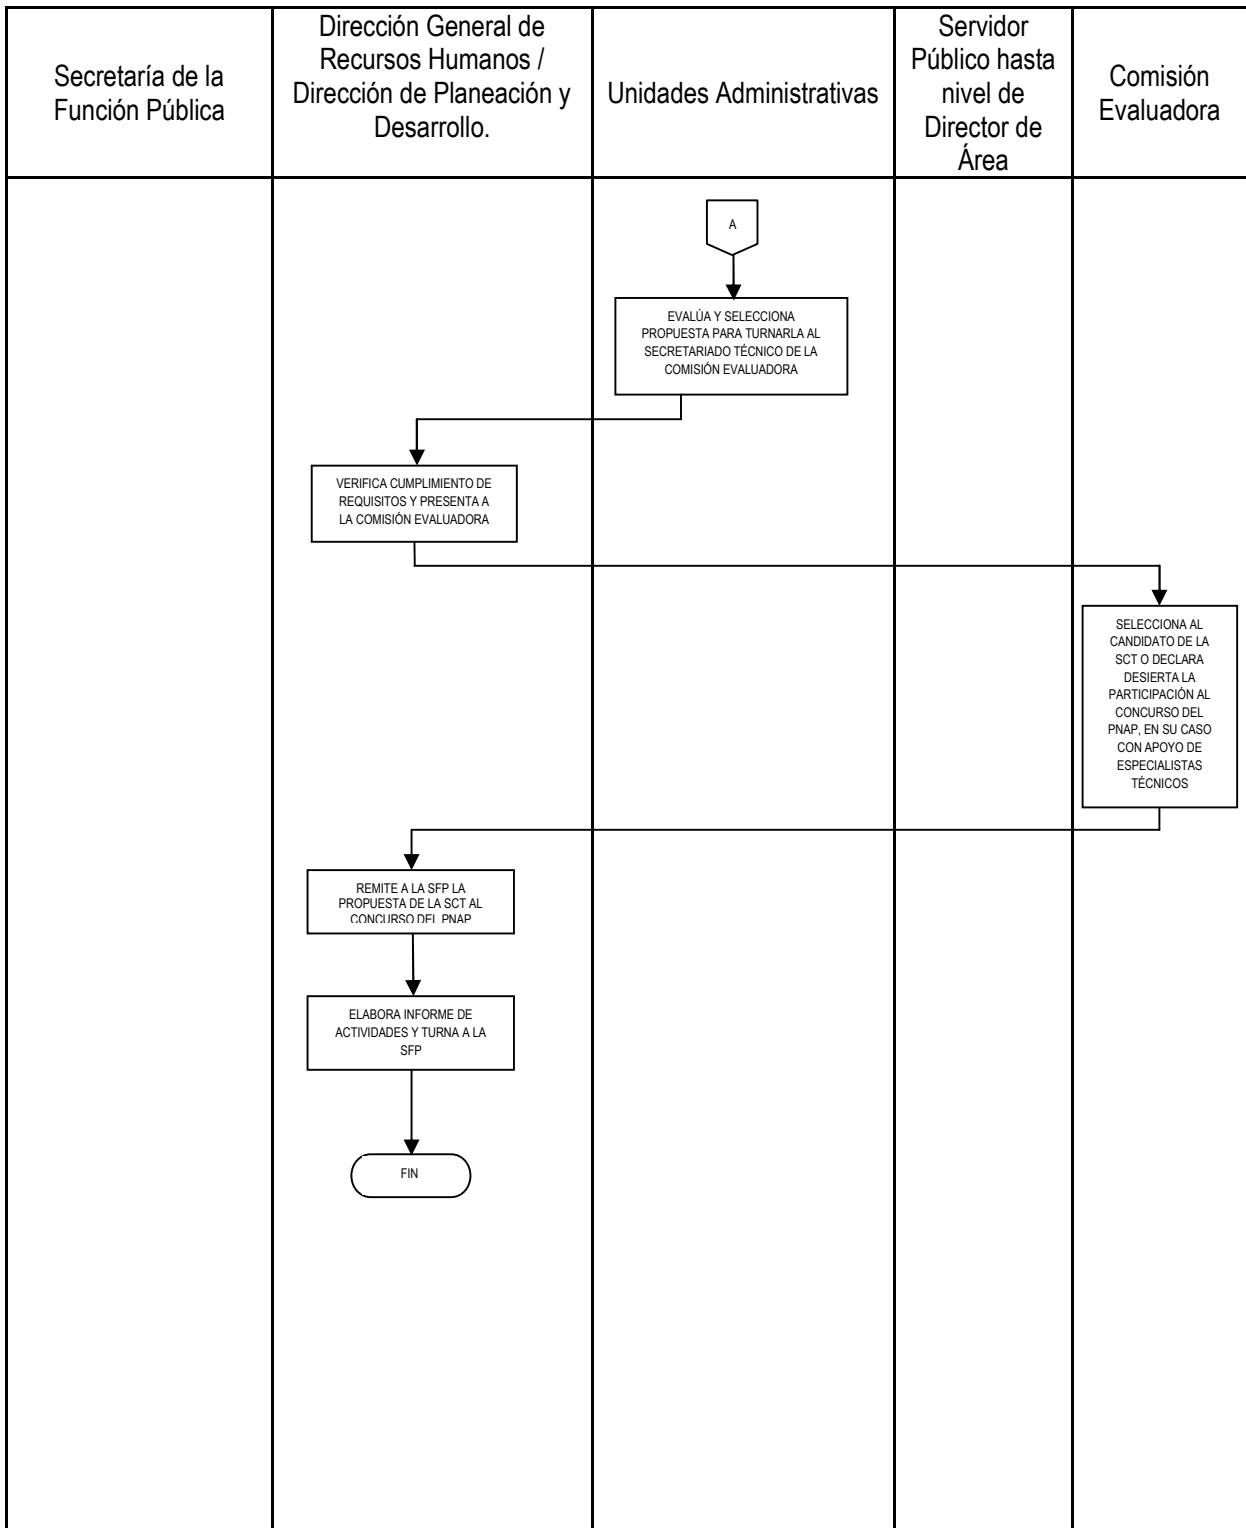 Secretaría de la
Función Pública
Dirección General de
Recursos Humanos /
Dirección de Planeación y
Desarrollo.
Unidades Administrativas
Servidor
Público hasta
nivel de
Director de
Área
Comisión
Evaluadora
A
EVALÚA Y SELECCIONA
PROPUESTA PARA TURNARLA AL
SECRETARIADO TÉCNICO DE LA
COMISIÓN EVALUADORA
VERIFICA CUMPLIMIENTO DE
REQUISITOS Y PRESENTA A
LA COMISIÓN EVALUADORA
SELECCIONA AL
CANDIDATO DE LA
SCT O DECLARA
DESIERTA LA
PARTICIPACIÓN AL
CONCURSO DEL
PNAP, EN SU CASO
CON APOYO DE
ESPECIALISTAS
TÉCNICOS
REMITE A LA SFP LA
PROPUESTA DE LA SCT AL
CONCURSO DEL PNAP
ELABORA INFORME DE
ACTIVIDADES Y TURNA A LA
SFP
FIN